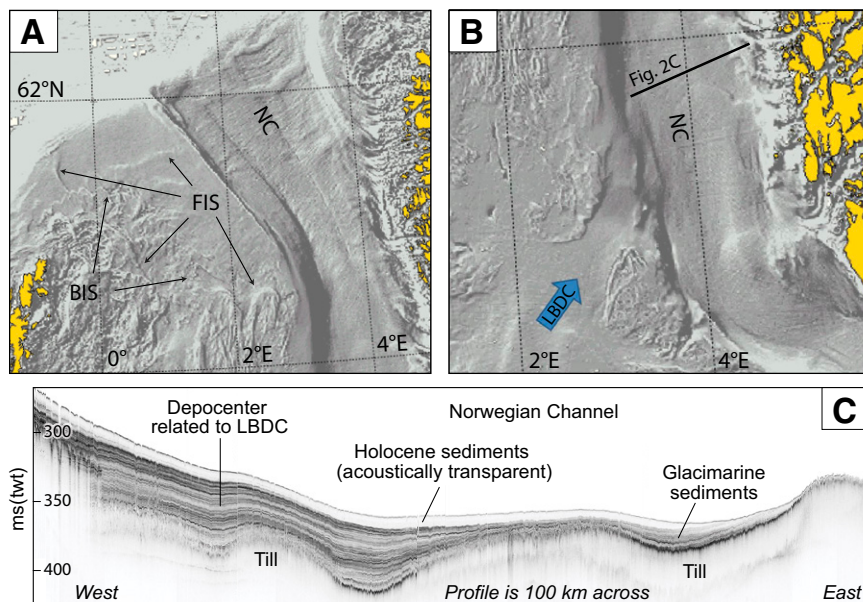 A
62°N
NC
FIS
BIS
0°
2°E
4°E
B
Fig. 2C
NC
LBDC
2°E
4°E
C
Depocenter
related to LBDC
Norwegian Channel
Holocene sediments
(acoustically transparent)
Glacimarine
sediments
ms(twt)
300
350
400
Till
Till
West
Profile is 100 km across
East